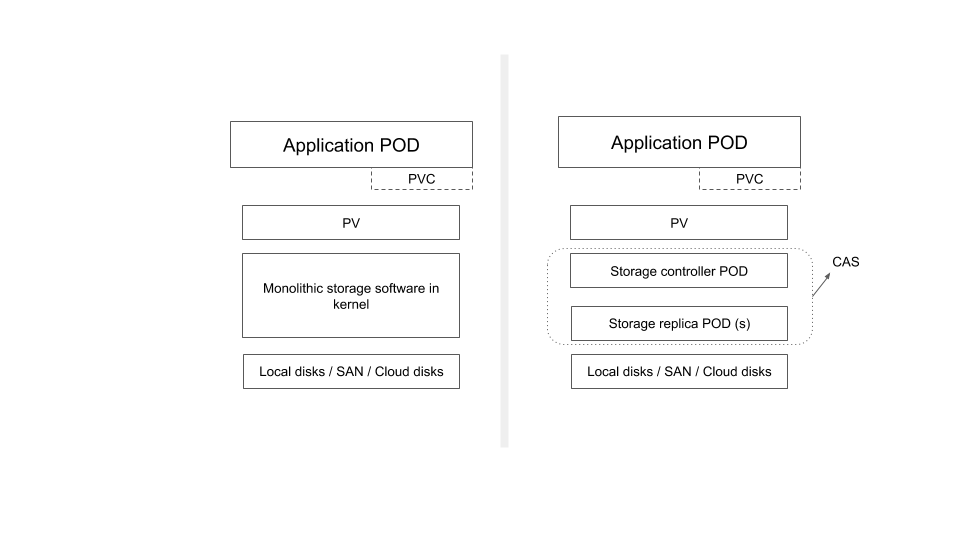 Application POD
PVC
PV
Monolithic storage software in
kernel
Local disks / SAN / Cloud disks
Application POD
PVC
PV
Storage controller POD
CAS
Storage replica POD (s)
Local disks / SAN / Cloud disks